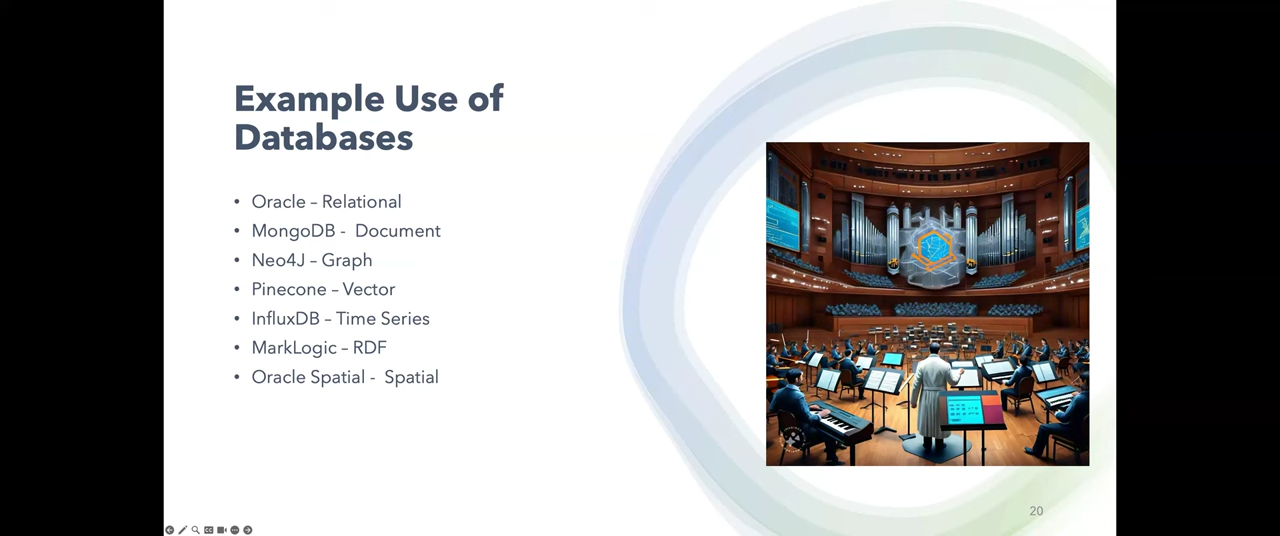 Example Use of
Databases
• Oracle – Relational
• MongoDB -  Document
• Neo4J – Graph
• Pinecone – Vector
• InfluxDB – Time Series
• MarkLogic – RDF
• Oracle Spatial -  Spatial
20